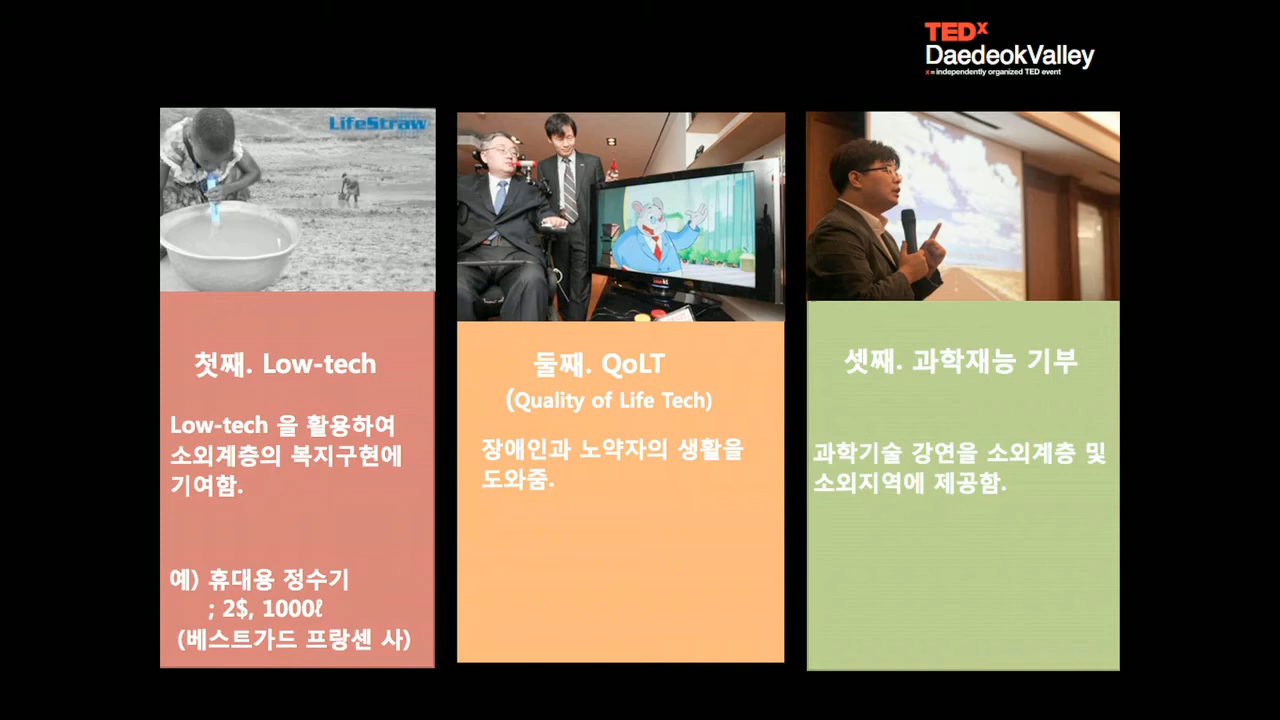 TEDx
DaedeokValley
x = independently organized TED event
LifeStraw
첫째. Low-tech
Low-tech 을 활용하여
소외계층의 복지구현에
기여함.
예) 휴대용 정수기
; 2$, 1000ℓ
(베스트가드 프랑센 사)
둘째. QoLT
(Quality of Life Tech)
장애인과 노약자의 생활을
도와줌.
셋째. 과학재능 기부
과학기술 강연을 소외계층 및
소외지역에 제공함.